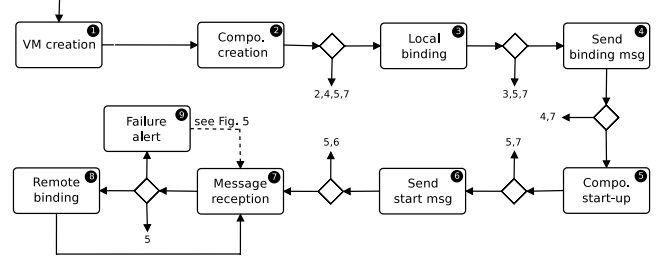 1
VM creation
2
Compo.
creation
2,4,5,7
3
Local
binding
3,5,7
4
Send
binding msg
4,7
5
Compo.
start-up
5,7
6
Send
start msg
5,6
7
Message
reception
9
Failure
alert
see Fig. 5
5
8
Remote
binding